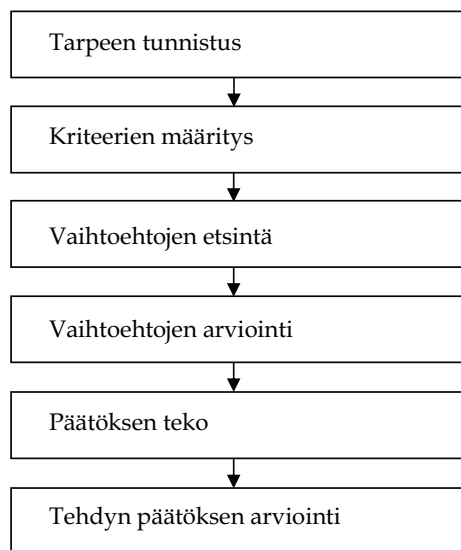 Tarpeen tunnistus
Kriteerien määritys
Vaihtoehtojen etsintä
Vaihtoehtojen arviointi
Päätöksen teko
Tehdyn päätöksen arviointi